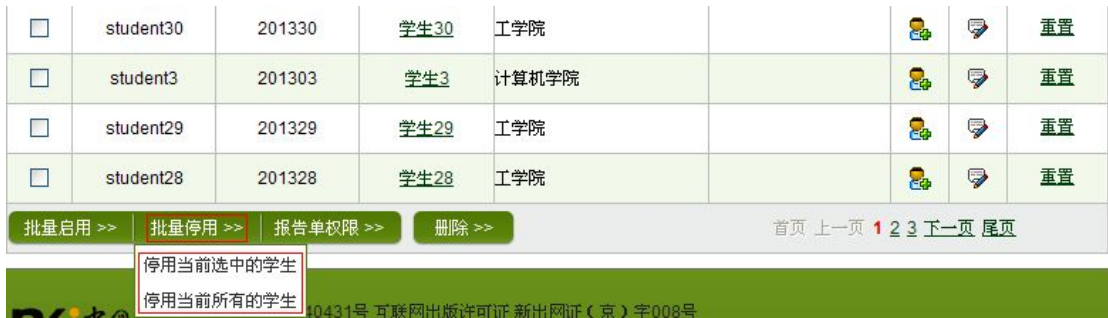 student30 201330 学生30 工学院 重置
student3 201303 学生3 计算机学院 重置
student29 201329 学生29 工学院 重置
student28 201328 学生28 工学院 重置
批量启用 >> 批量停用 >> 报告单权限 >> 删除 >> 首页 上一页 1 2 3 下一页 尾页
停用当前选中的学生
停用当前所有的学生
40431号 互联网出版许可证 新出网证(京)字008号